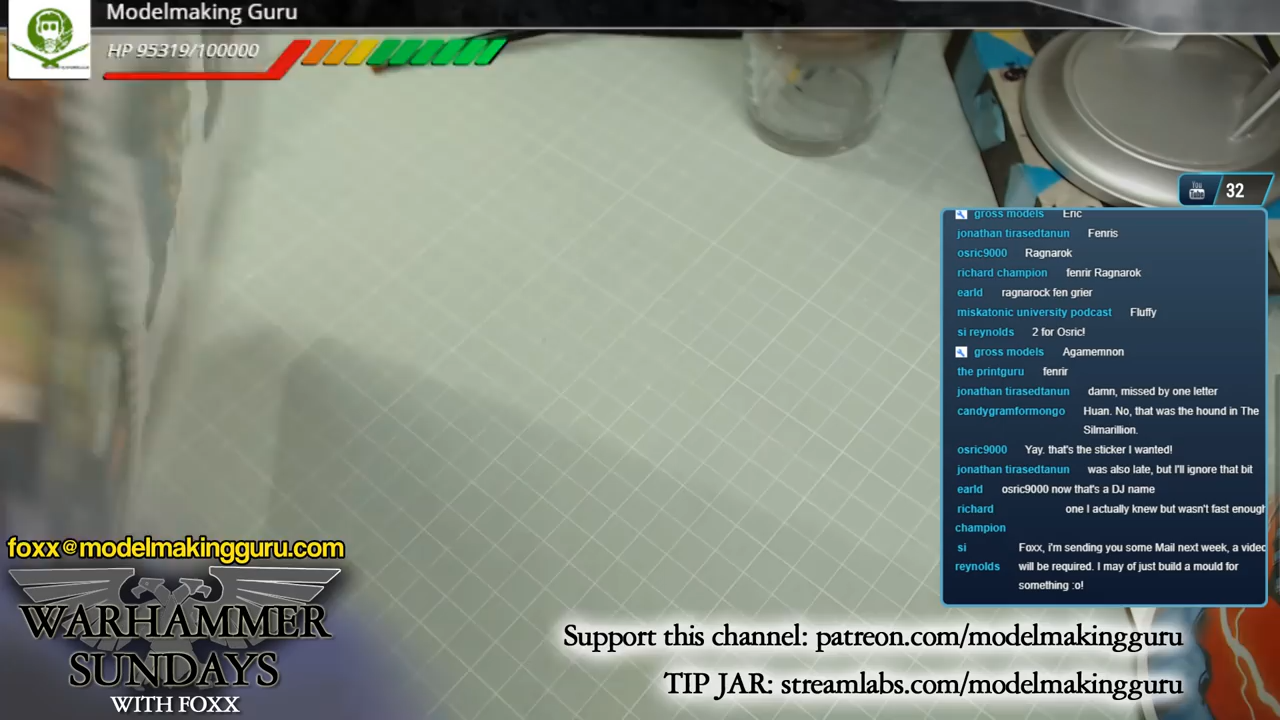 Modelmaking Guru
HP 95319/100000
You
Tube
32
gross models Eric
jonathan tirasedtanun Fenris
osric9000 Ragnarok
richard champion fenrir Ragnarok
earld ragnarock fen grier
miskatonic university podcast Fluffy
si reynolds 2 for Osric!
gross models Agamemnon
the printguru fenrir
jonathan tirasedtanun damn, missed by one letter
candygramformongo Huan. No, that was the hound in The
Silmarillion.
osric9000 Yay. that's the sticker I wanted!
jonathan tirasedtanun was also late, but I'll ignore that bit
earld osric9000 now that's a DJ name
richard one I actually knew but wasn't fast enough
champion
si Foxx, i'm sending you some Mail next week, a video
reynolds will be required. I may of just build a mould for
something :o!
foxx@modelmakingguru.com
WARHAMMER
SUNDAYS
WITH FOXX
Support this channel: patreon.com/modelmakingguru
TIP JAR: streamlabs.com/modelmakingguru